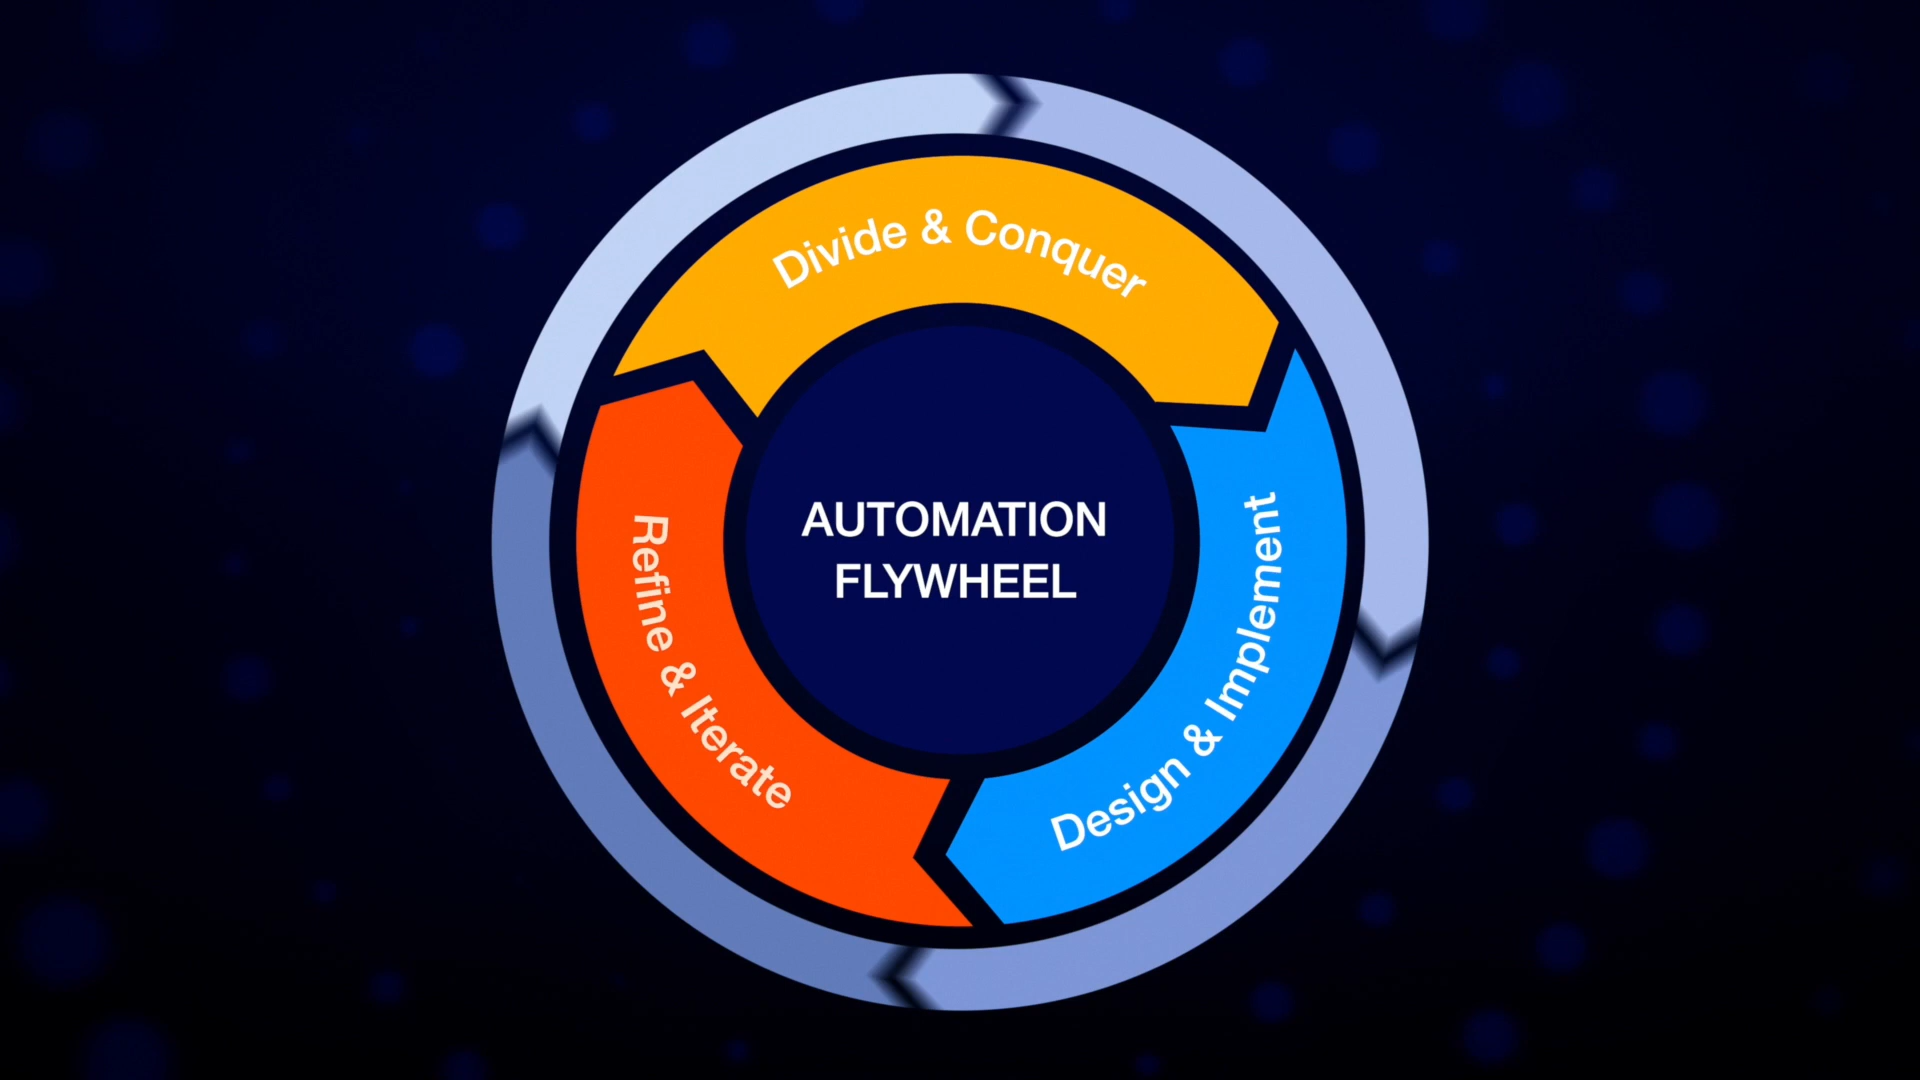 Divide & Conquer
Design & Implement
Refine & Iterate
AUTOMATION
FLYWHEEL